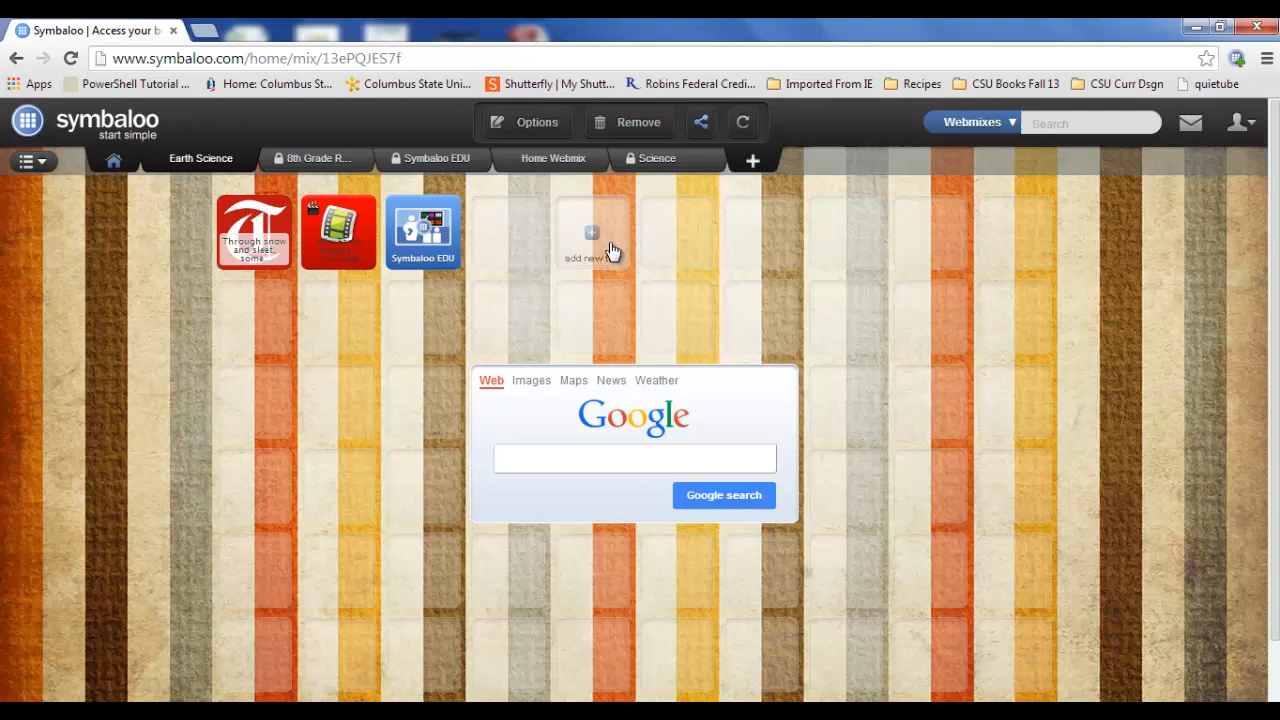 Symbaloo | Access your b
www.symbaloo.com/home/mix/13ePQJES7f
Apps
PowerShell Tutorial ...
Home: Columbus St...
Columbus State Uni...
Shutterfly | My Shutt...
Robins Federal Credi...
Imported From IE
Recipes
CSU Books Fall 13
CSU Curr Dsgn
quietube
symbaloo
start simple
Options
Remove
Webmixes
Search
Earth Science
8th Grade R...
Symbaloo EDU
Home Webmix
Science
Through snow
and sleet,
some...
Symbaloo EDU
add new
Web Images Maps News Weather
Google
Google search